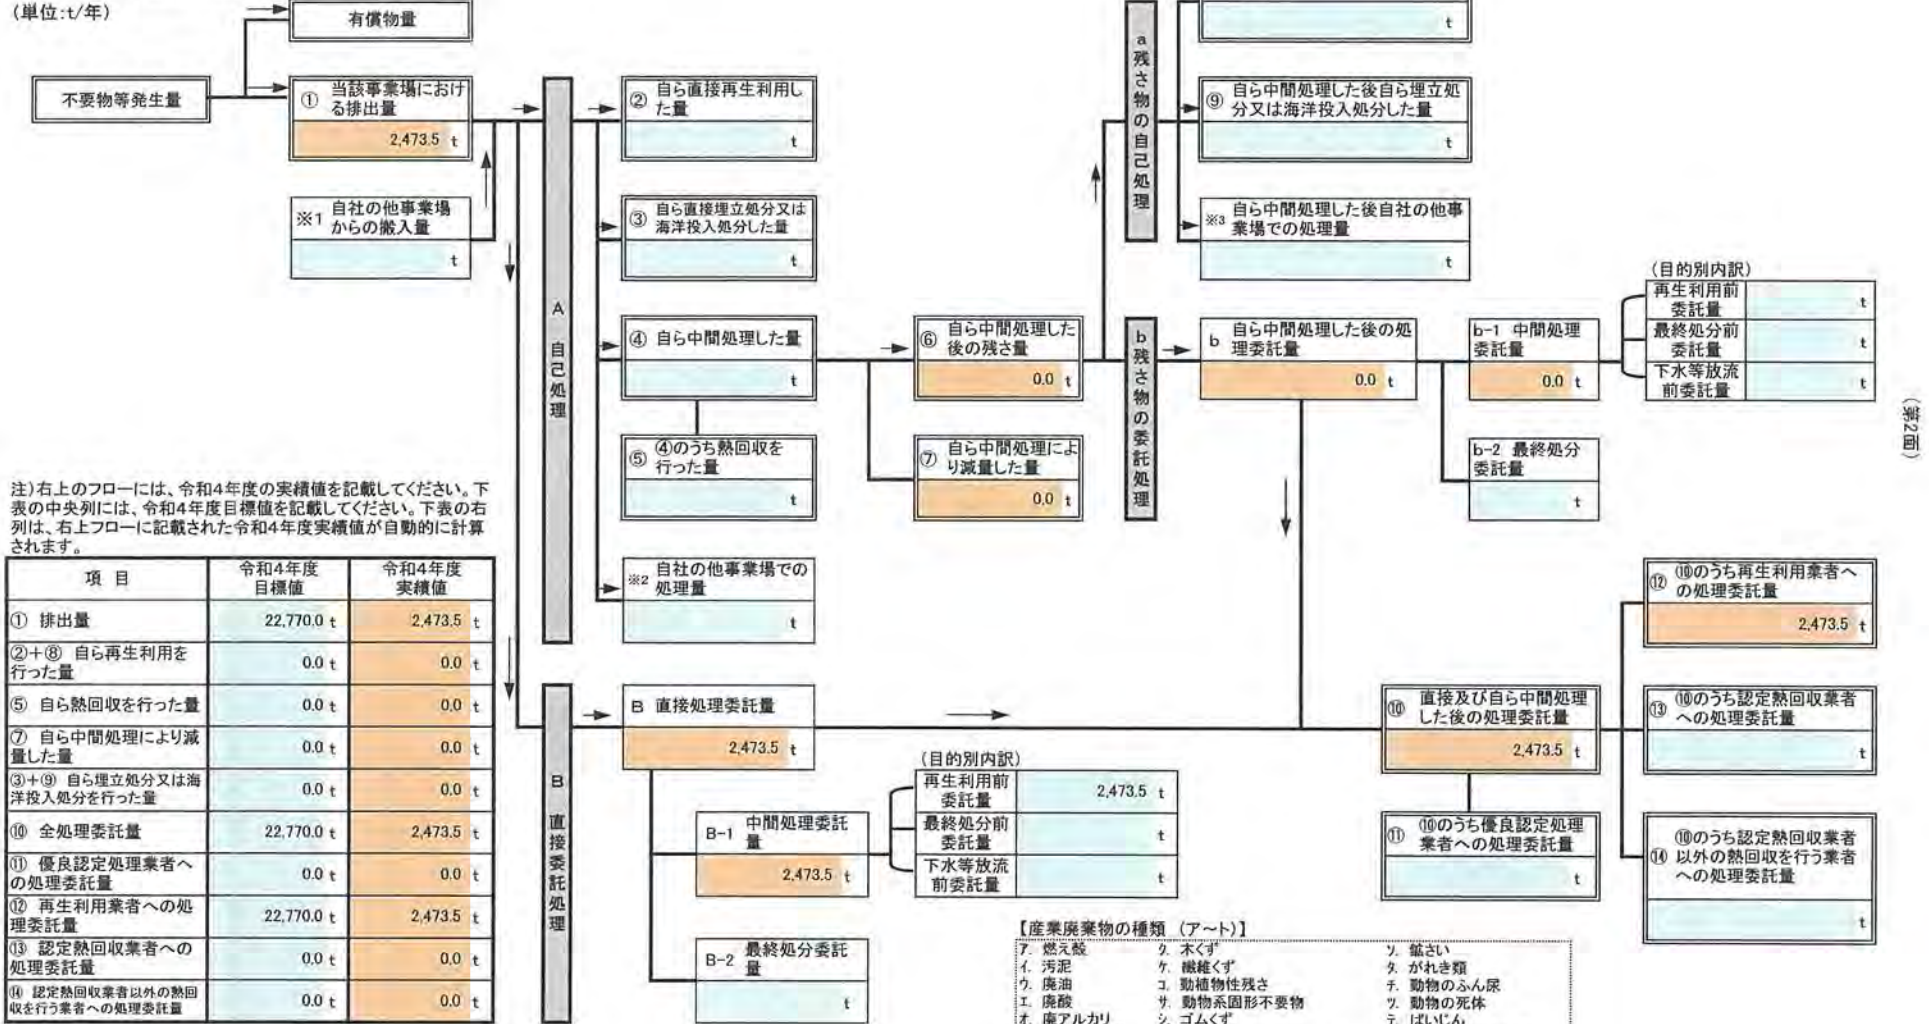 (単位:t/年)
有償物量
不要物等発生量
① 当該事業場におけ
る排出量
2,473.5 t
※1 自社の他事業場
からの搬入量
t
A 自己処理
② 自ら直接再生利用し
た量
t
③ 自ら直接埋立処分又は
海洋投入処分した量
t
④ 自ら中間処理した量
t
⑤ ④のうち熱回収を
行った量
t
※2 自社の他事業場での
処理量
t
⑥ 自ら中間処理した
後の残さ量
0.0 t
⑦ 自ら中間処理によ
り減量した量
0.0 t
a 残さ物の自己処理
t
⑨ 自ら中間処理した後自ら埋立処
分又は海洋投入処分した量
t
※3 自ら中間処理した後自社の他事
業場での処理量
t
b 残さ物の委託処理
b 自ら中間処理した後の処
理委託量
0.0 t
b-1 中間処理
委託量
0.0 t
(目的別内訳)
再生利用前
委託量
t
最終処分前
委託量
t
下水等放流
前委託量
t
b-2 最終処分
委託量
t
(第2面)
注)右上のフローには、令和4年度の実績値を記載してください。下
表の中央列には、令和4年度目標値を記載してください。下表の右
列は、右上フローに記載された令和4年度実績値が自動的に計算
されます。
項 目 令和4年度
目標値 令和4年度
実績値
① 排出量 22,770.0 t 2,473.5 t
②+⑧ 自ら再生利用を
行った量 0.0 t 0.0 t
⑤ 自ら熱回収を行った量 0.0 t 0.0 t
⑦ 自ら中間処理により減
量した量 0.0 t 0.0 t
③+⑨ 自ら埋立処分又は海
洋投入処分を行った量 0.0 t 0.0 t
⑩ 全処理委託量 22,770.0 t 2,473.5 t
⑪ 優良認定処理業者へ
の処理委託量 0.0 t 0.0 t
⑫ 再生利用業者への処
理委託量 22,770.0 t 2,473.5 t
⑬ 認定熱回収業者への
処理委託量 0.0 t 0.0 t
⑭ 認定熱回収業者以外の熱回
収を行う業者への処理委託量 0.0 t 0.0 t
B 直接委託処理
B 直接処理委託量
2,473.5 t
B-1 中間処理委託
量
2,473.5 t
(目的別内訳)
再生利用前
委託量
2,473.5 t
最終処分前
委託量
t
下水等放流
前委託量
t
B-2 最終処分委託
量
t
⑩ 直接及び自ら中間処理
した後の処理委託量
2,473.5 t
⑪ ⑩のうち優良認定処理
業者への処理委託量
t
⑫ ⑩のうち再生利用業者へ
の処理委託量
2,473.5 t
⑬ ⑩のうち認定熱回収業者
への処理委託量
t
⑭ ⑩のうち認定熱回収業者
以外の熱回収を行う業者
への処理委託量
t
【産業廃棄物の種類 (ア~ト)】
ア. 燃え殻 ク. 木くず ソ. 鉱さい
イ. 汚泥 ケ. 繊維くず タ. がれき類
ウ. 廃油 コ. 動植物性残さ チ. 動物のふん尿
エ. 廃酸 サ. 動物系固形不要物 ツ. 動物の死体
オ. 廃アルカリ シ. ゴムくず テ. ばいじん